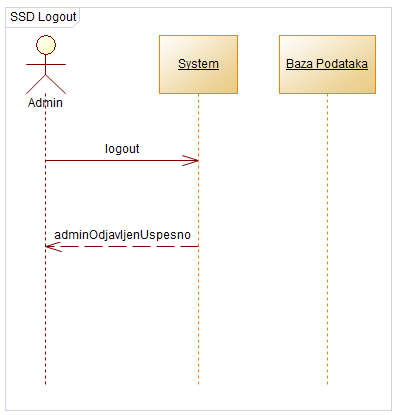 SSD Logout
Admin
System
Baza Podataka
logout
adminOdjavljenUspesno